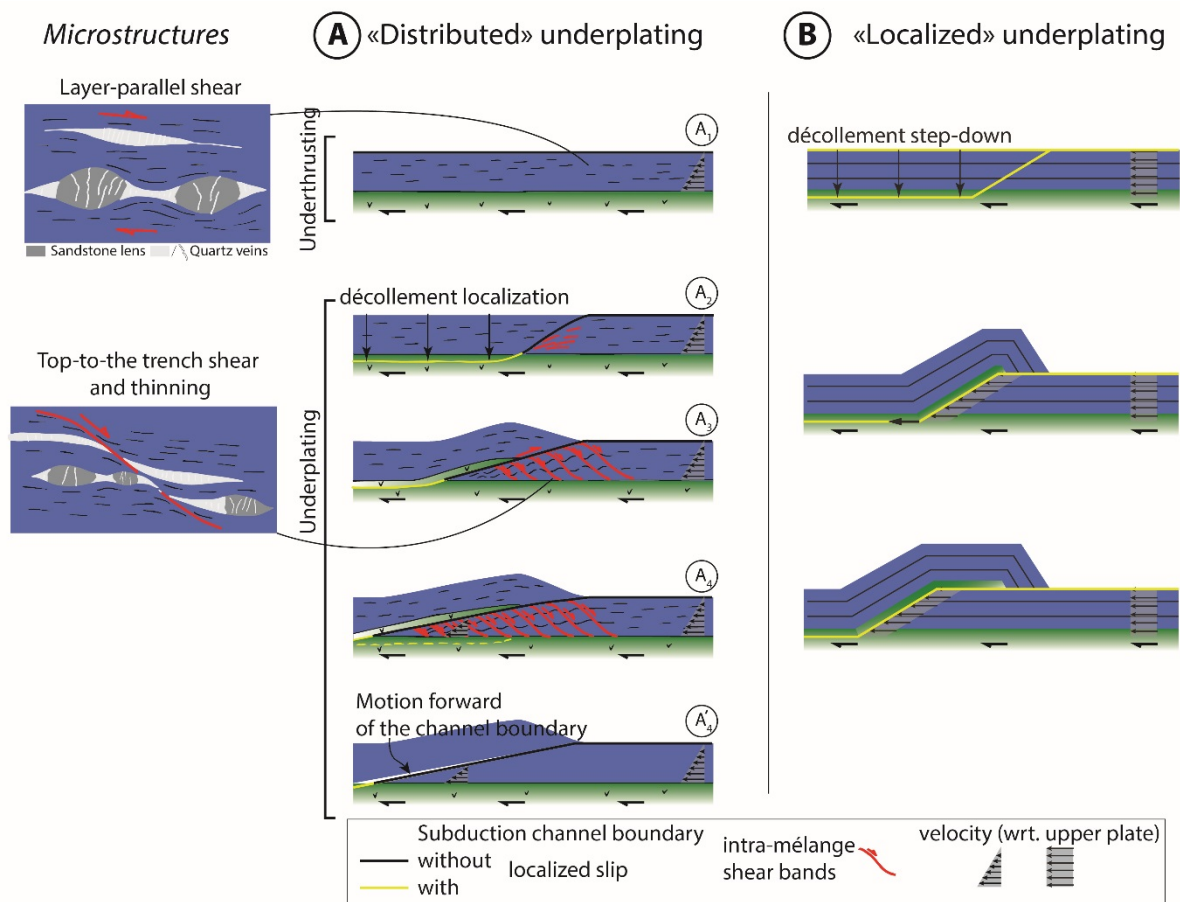 Microstructures
A «Distributed» underplating
B «Localized» underplating
Layer-parallel shear
Sandstone lens
Quartz veins
Top-to-the trench shear
and thinning
Underthrusting
A1
Underplating
décollement localization
A2
A3
A4
Motion forward
of the channel boundary
A'4
décollement step-down
Subduction channel boundary
without
with
localized slip
intra-mélange
shear bands
velocity (wrt. upper plate)